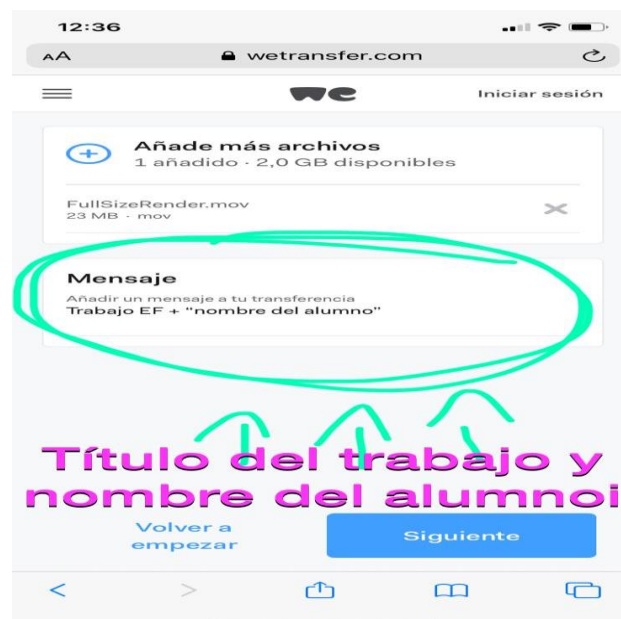 12:36
AA wetransfer.com
we Iniciar sesión
Añade más archivos
1 añadido · 2,0 GB disponibles
FullSizeRender.mov
23 MB · mov
Mensaje
Añadir un mensaje a tu transferencia
Trabajo EF + "nombre del alumno"
Título del trabajo y
nombre del alumnoi
Volver a
empezar
Siguiente